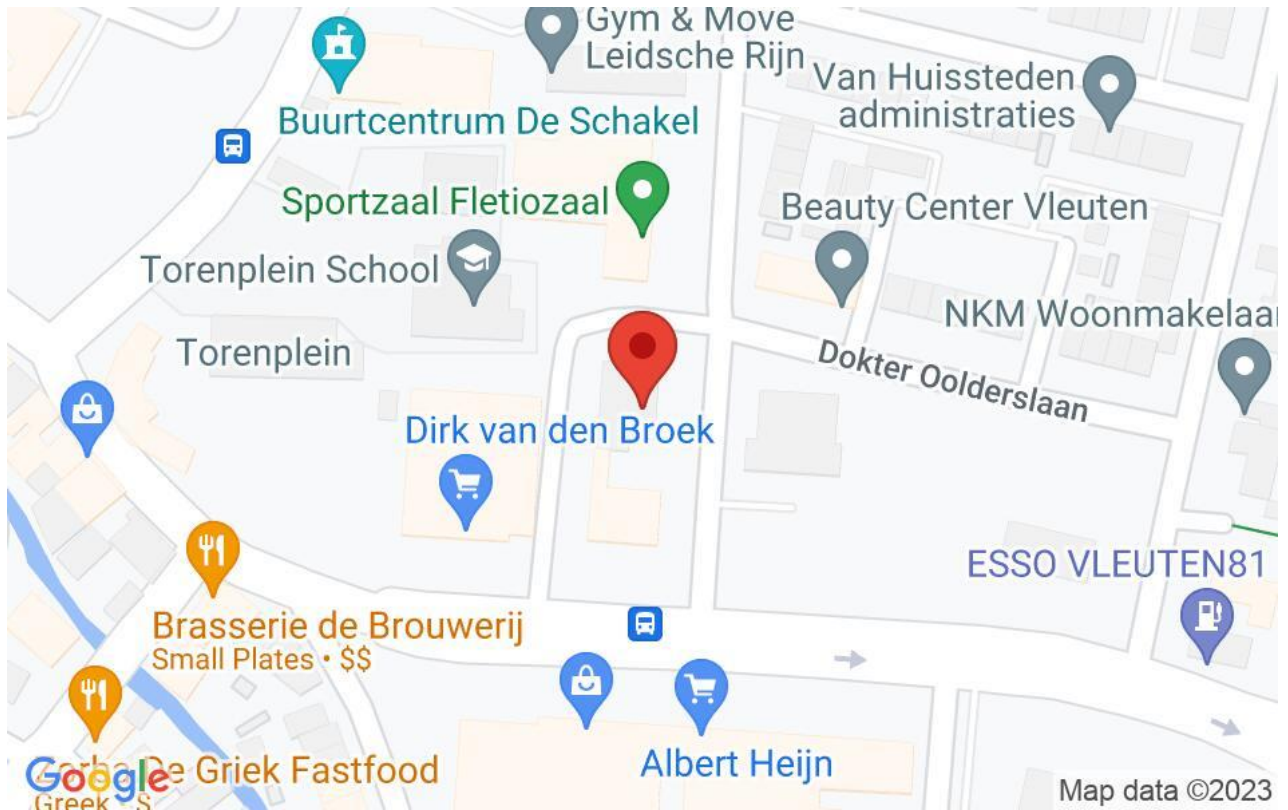 Gym & Move
Leidsche Rijn
Van Huissteden
administraties
Buurtcentrum De Schakel
Sportzaal Fletiozaal
Beauty Center Vleuten
Torenplein School
NKM Woonmakelaar
Torenplein
Dokter Oolderslaan
Dirk van den Broek
ESSO VLEUTEN81
Brasserie de Brouwerij
Small Plates • $$
Albert Heijn
De Griek Fastfood
Google
Greek
Map data ©2023